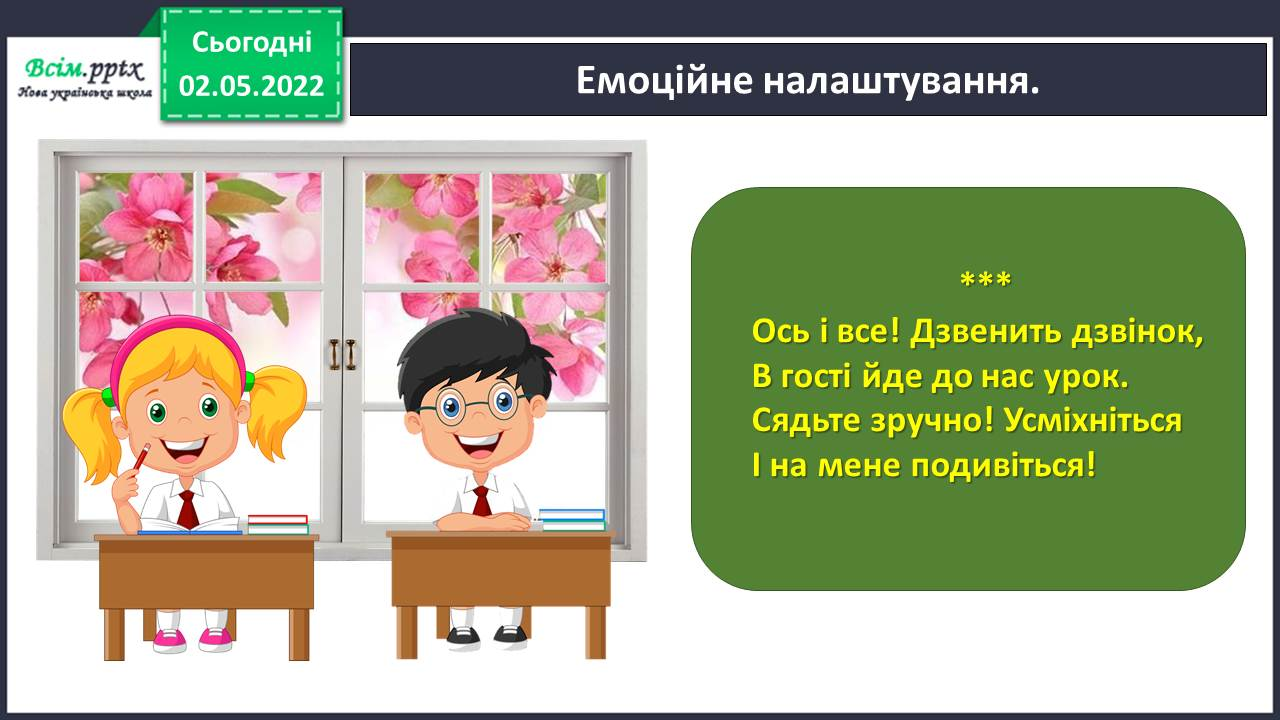 Сьогодні
02.05.2022
Всім.pptx
Нова українська школа
Емоційне налаштування.
***
Ось і все! Дзвенить дзвінок,
В гості йде до нас урок.
Сядьте зручно! Усміхніться
І на мене подивіться!